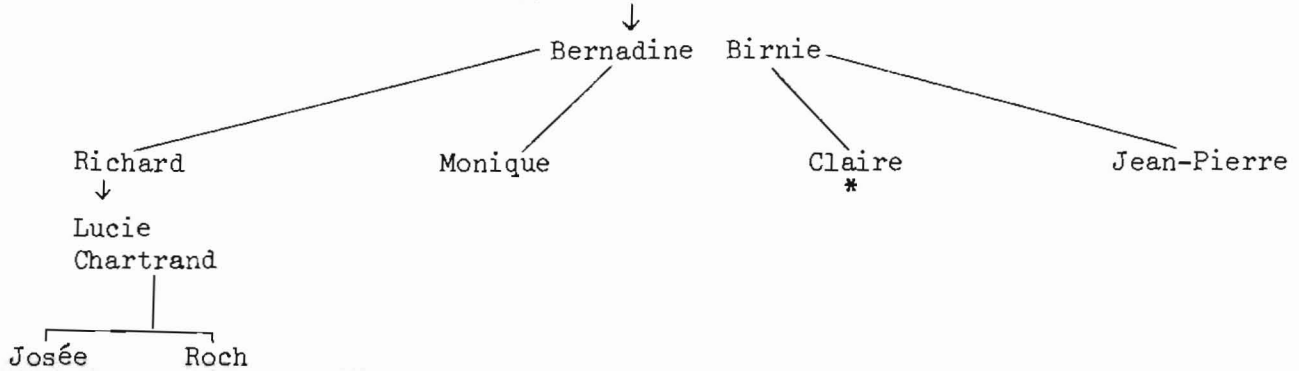 Bernadine Birnie
Richard Monique Claire Jean-Pierre
*
Lucie
Chartrand
Josée Roch